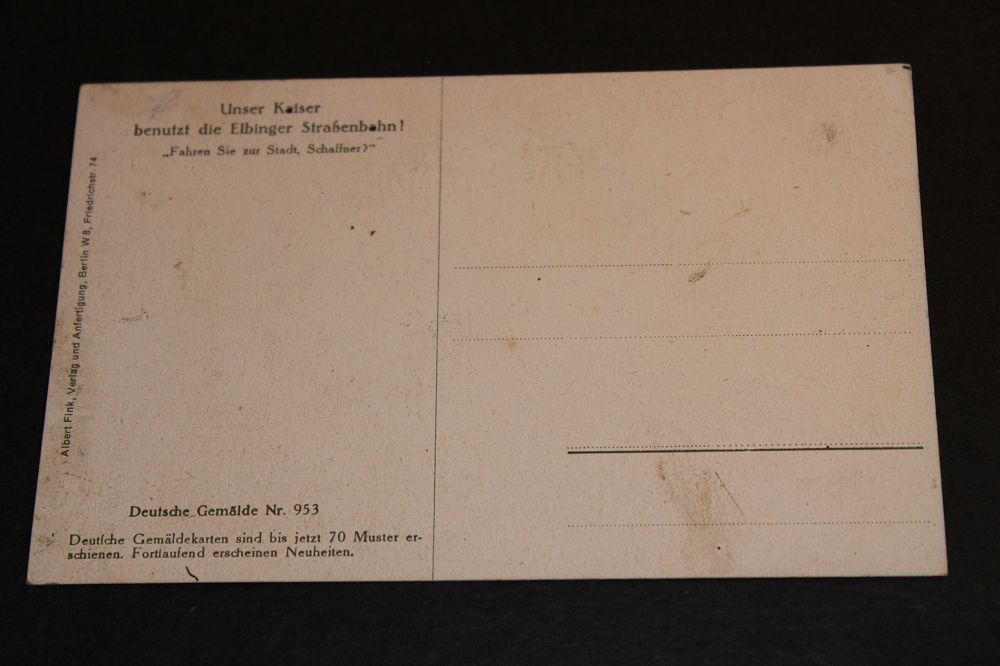 Unser Kaiser
benutzt die Elbinger Straßenbahn!
„Fahren Sie zur Stadt, Schaffner?"
Albert Fink, Verlag und Anfertigung, Berlin W 8, Friedrichstr. 74
Deutsche Gemälde Nr. 953
Deutſche Gemäldekarten sind bis jetzt 70 Muster er-
schienen. Fortlaufend erscheinen Neuheiten.